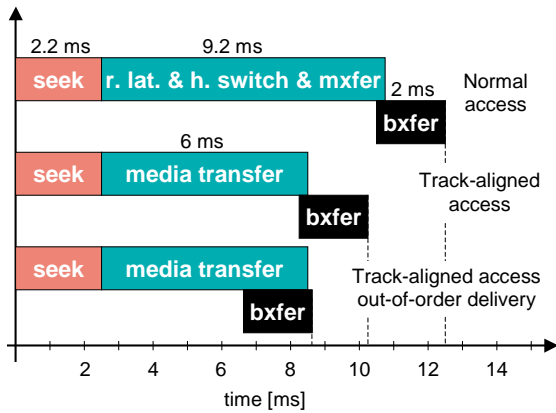 2.2 ms
9.2 ms
seek
r. lat. & h. switch & mxfer
2 ms
Normal
access
bxfer
6 ms
seek
media transfer
Track-aligned
access
bxfer
seek
media transfer
Track-aligned access
out-of-order delivery
bxfer
2 4 6 8 10 12 14
time [ms]